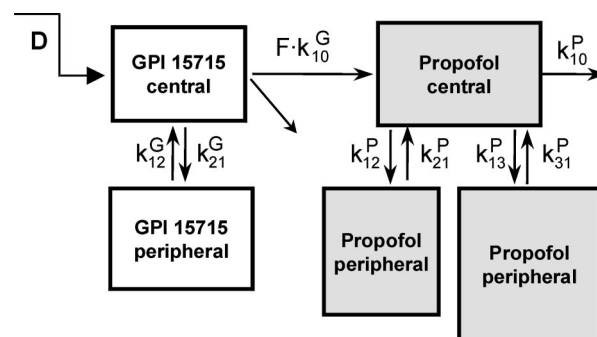 D
GPI 15715
central
F·k₁₀ᴳ
Propofol
central
k₁₀ᴾ
k₁₂ᴳ
k₂₁ᴳ
k₁₂ᴾ
k₂₁ᴾ
k₁₃ᴾ
k₃₁ᴾ
GPI 15715
peripheral
Propofol
peripheral
Propofol
peripheral